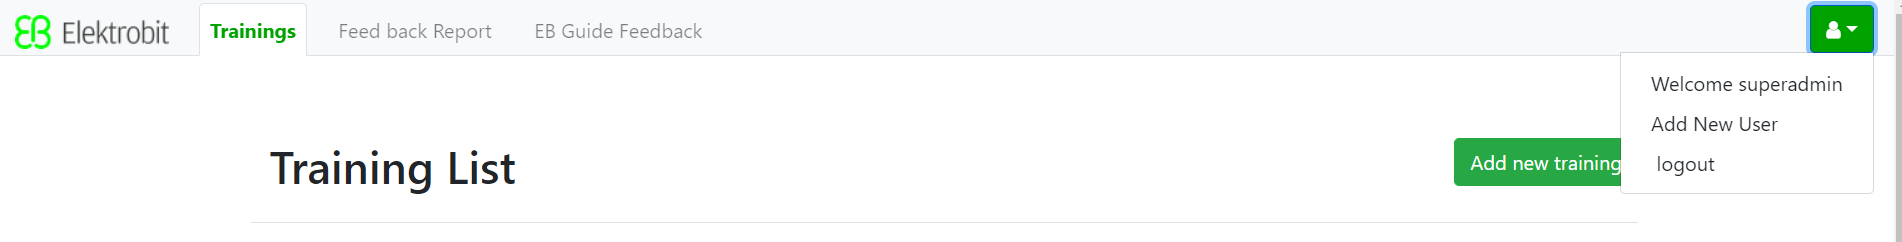 EB Elektrobit Trainings Feed back Report EB Guide Feedback
Welcome superadmin
Add New User
Training List Add new training logout